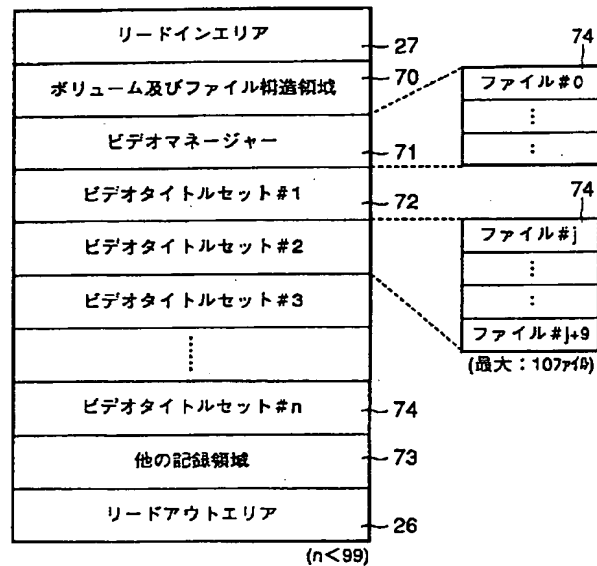 リードインエリア
27
ボリューム及びファイル構造領域
70
ビデオマネージャー
71
ビデオタイトルセット#1
72
ビデオタイトルセット#2
ビデオタイトルセット#3
ビデオタイトルセット#n
74
他の記録領域
73
リードアウトエリア
26
(n<99)
74
ファイル#0
74
ファイル#j
ファイル#j+9
(最大:10ファイル)